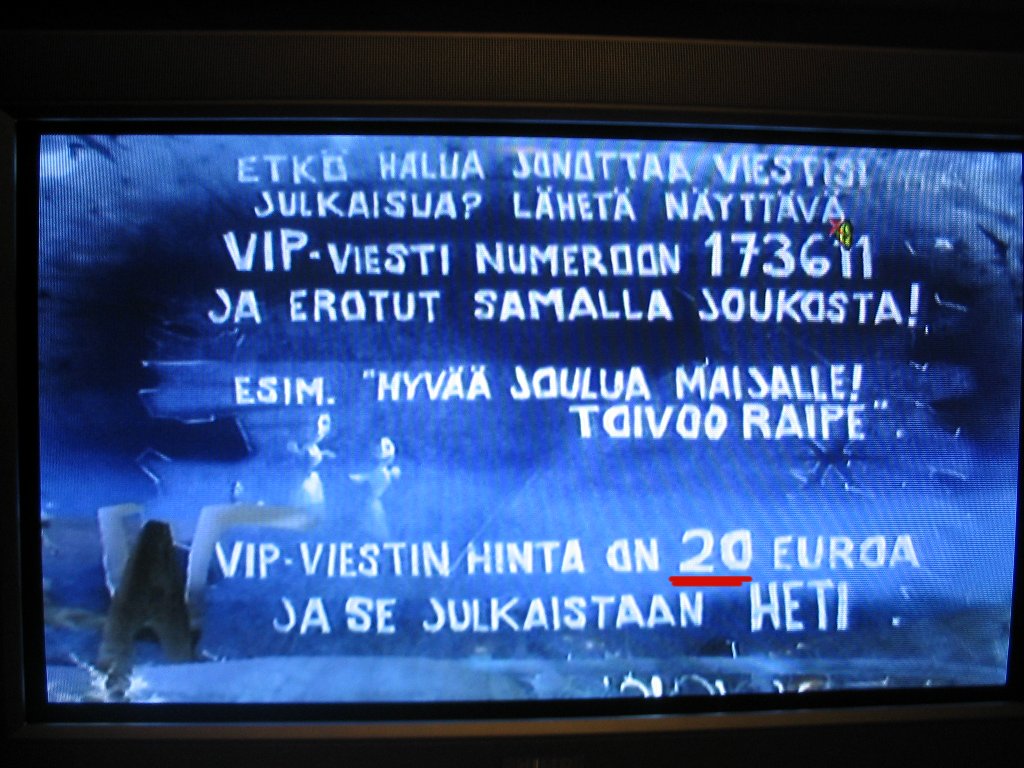 ETKÖ HALUA JONOTTAA VIESTISI
JULKAISUA? LÄHETÄ NÄYTTÄVÄ
VIP-VIESTI NUMEROON 173611
JA EROTUT SAMALLA JOUKOSTA!
ESIM. "HYVÄÄ JOULUA MAISALLE!
TOIVOO RAIPE".
VIP-VIESTIN HINTA ON 20 EUROA
JA SE JULKAISTAAN HETI.